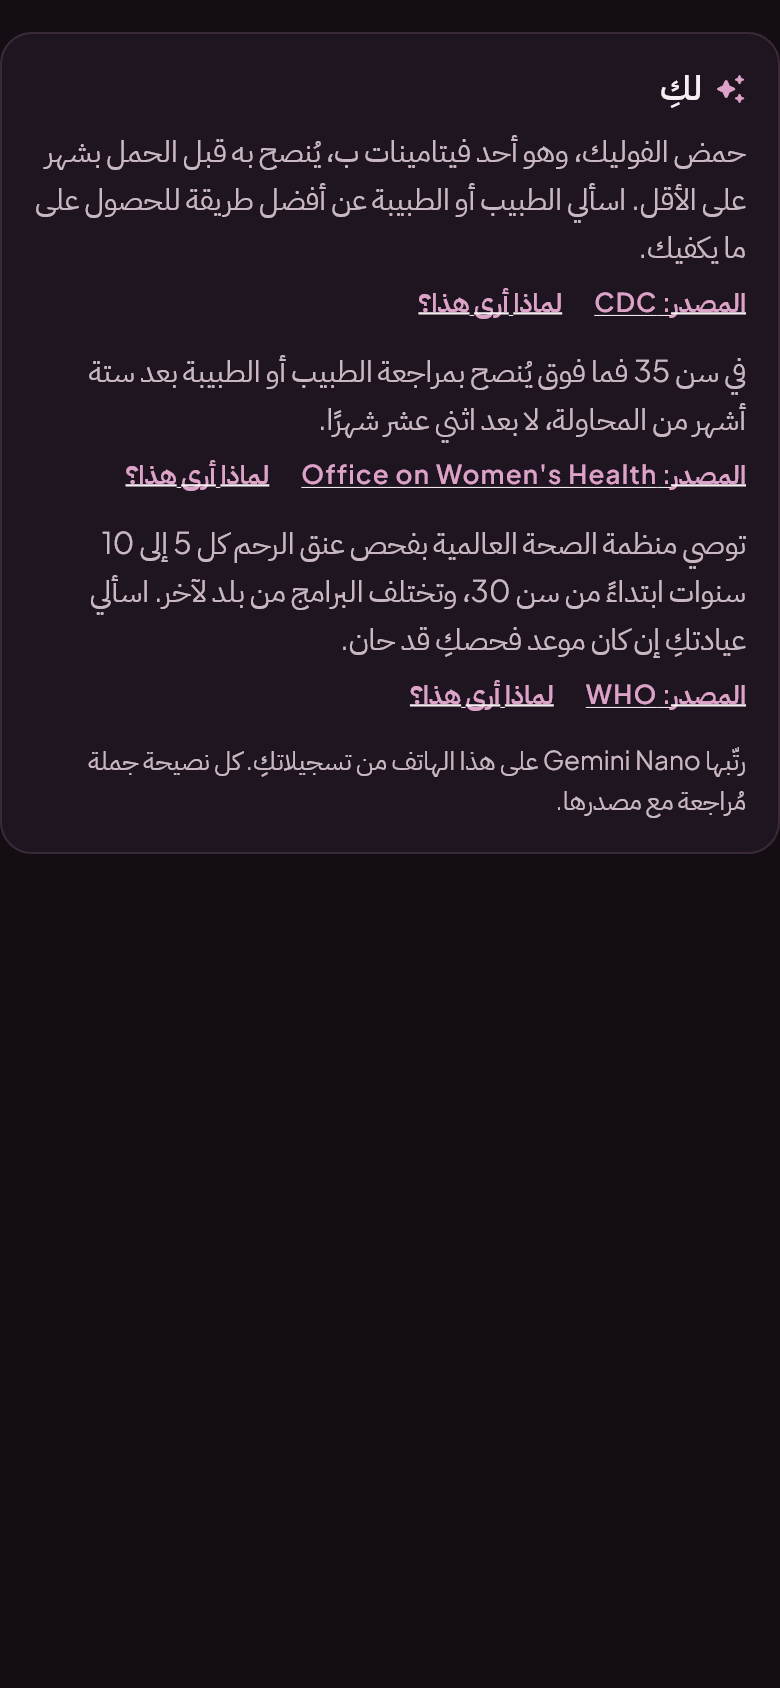 لكِ
حمض الفوليك، وهو أحد فيتامينات ب، يُنصح به قبل الحمل بشهر
على الأقل. اسألي الطبيب أو الطبيبة عن أفضل طريقة للحصول على
ما يكفيك.
المصدر: CDC لماذا أرى هذا؟
في سن 35 فما فوق يُنصح بمراجعة الطبيب أو الطبيبة بعد ستة
أشهر من المحاولة، لا بعد اثني عشر شهرًا.
المصدر: Office on Women's Health لماذا أرى هذا؟
توصي منظمة الصحة العالمية بفحص عنق الرحم كل 5 إلى 10
سنوات ابتداءً من سن 30، وتختلف البرامج من بلد لآخر. اسألي
عيادتكِ إن كان موعد فحصكِ قد حان.
المصدر: WHO لماذا أرى هذا؟
رتّبها Gemini Nano على هذا الهاتف من تسجيلاتكِ. كل نصيحة جملة
مُراجعة مع مصدرها.